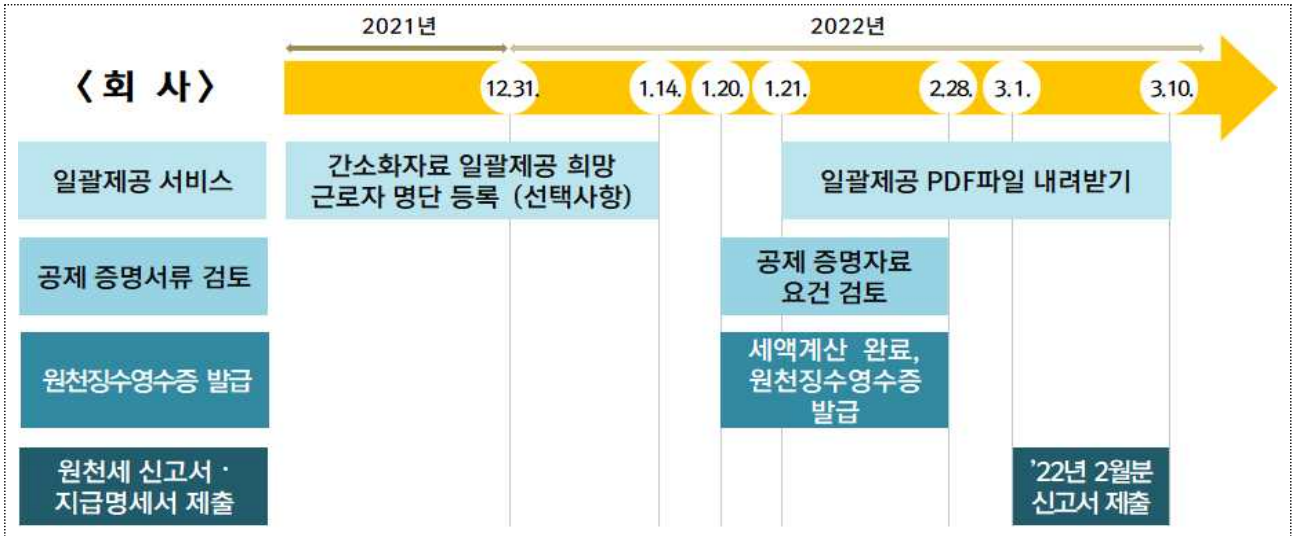 2021년
2022년
〈회 사〉
12.31.
1.14.
1.20.
1.21.
2.28.
3.1.
3.10.
일괄제공 서비스
간소화자료 일괄제공 희망
근로자 명단 등록 (선택사항)
일괄제공 PDF파일 내려받기
공제 증명서류 검토
공제 증명자료
요건 검토
원천징수영수증 발급
세액계산 완료,
원천징수영수증
발급
원천세 신고서 ·
지급명세서 제출
’22년 2월분
신고서 제출